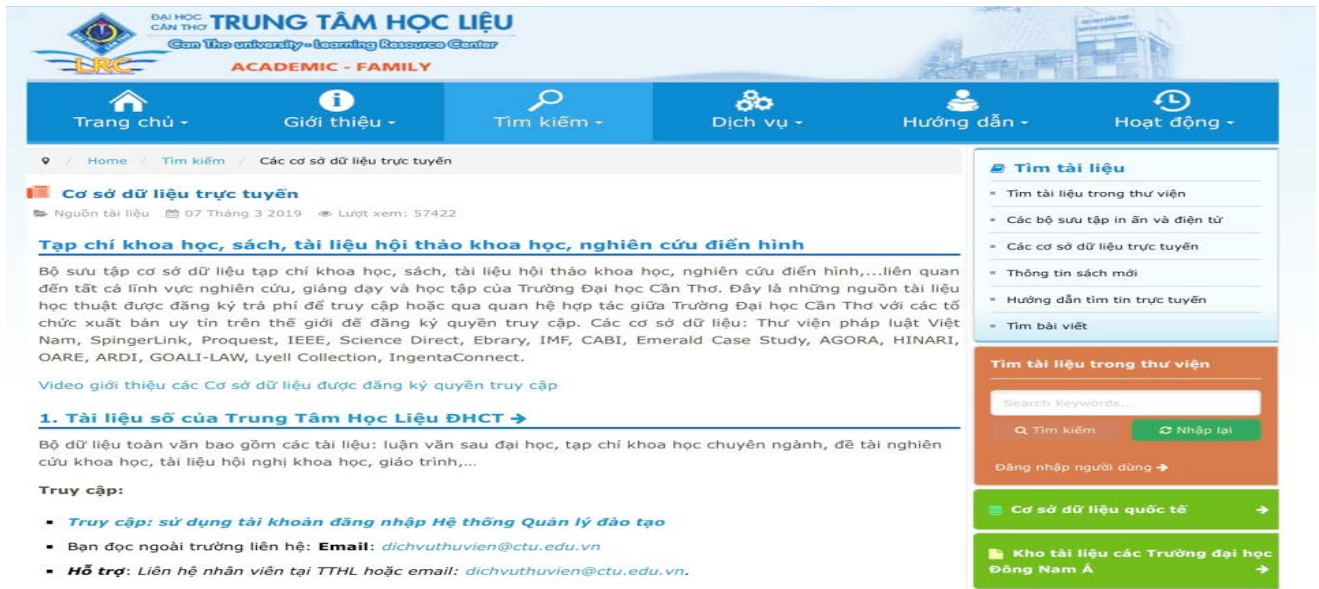 ĐẠI HỌC
CẦN THƠ TRUNG TÂM HỌC LIỆU
Can Tho university - Learning Resource Center
LRC
ACADEMIC - FAMILY
Trang chủ
Giới thiệu
Tìm kiếm
Dịch vụ
Hướng dẫn
Hoạt động
/ Home / Tìm kiếm / Các cơ sở dữ liệu trực tuyến
Cơ sở dữ liệu trực tuyến
Nguồn tài liệu 07 Tháng 3 2019 Lượt xem: 57422
Tạp chí khoa học, sách, tài liệu hội thảo khoa học, nghiên cứu điển hình
Bộ sưu tập cơ sở dữ liệu tạp chí khoa học, sách, tài liệu hội thảo khoa học, nghiên cứu điển hình,...liên quan
đến tất cả lĩnh vực nghiên cứu, giảng dạy và học tập của Trường Đại học Cần Thơ. Đây là những nguồn tài liệu
học thuật được đăng ký trả phí để truy cập hoặc qua quan hệ hợp tác giữa Trường Đại học Cần Thơ với các tổ
chức xuất bản uy tín trên thế giới để đăng ký quyền truy cập. Các cơ sở dữ liệu: Thư viện pháp luật Việt
Nam, SpingerLink, Proquest, IEEE, Science Direct, Ebrary, IMF, CABI, Emerald Case Study, AGORA, HINARI,
OARE, ARDI, GOALI-LAW, Lyell Collection, IngentaConnect.
Video giới thiệu các Cơ sở dữ liệu được đăng ký quyền truy cập
1. Tài liệu số của Trung Tâm Học Liệu ĐHCT →
Bộ dữ liệu toàn văn bao gồm các tài liệu: luận văn sau đại học, tạp chí khoa học chuyên ngành, đề tài nghiên
cứu khoa học, tài liệu hội nghị khoa học, giáo trình,...
Truy cập:
▪ Truy cập: sử dụng tài khoản đăng nhập Hệ thống Quản lý đào tạo
▪ Bạn đọc ngoài trường liên hệ: Email: dichvuthuvien@ctu.edu.vn
▪ Hỗ trợ: Liên hệ nhân viên tại TTHL hoặc email: dichvuthuvien@ctu.edu.vn.
Tìm tài liệu
Tìm tài liệu trong thư viện
Các bộ sưu tập in ấn và điện tử
Các cơ sở dữ liệu trực tuyến
Thông tin sách mới
Hướng dẫn tìm tin trực tuyến
Tìm bài viết
Tìm tài liệu trong thư viện
Search keywords...
Tìm kiếm
Nhập lại
Đăng nhập người dùng →
Cơ sở dữ liệu quốc tế →
Kho tài liệu các Trường đại học
Đông Nam Á →